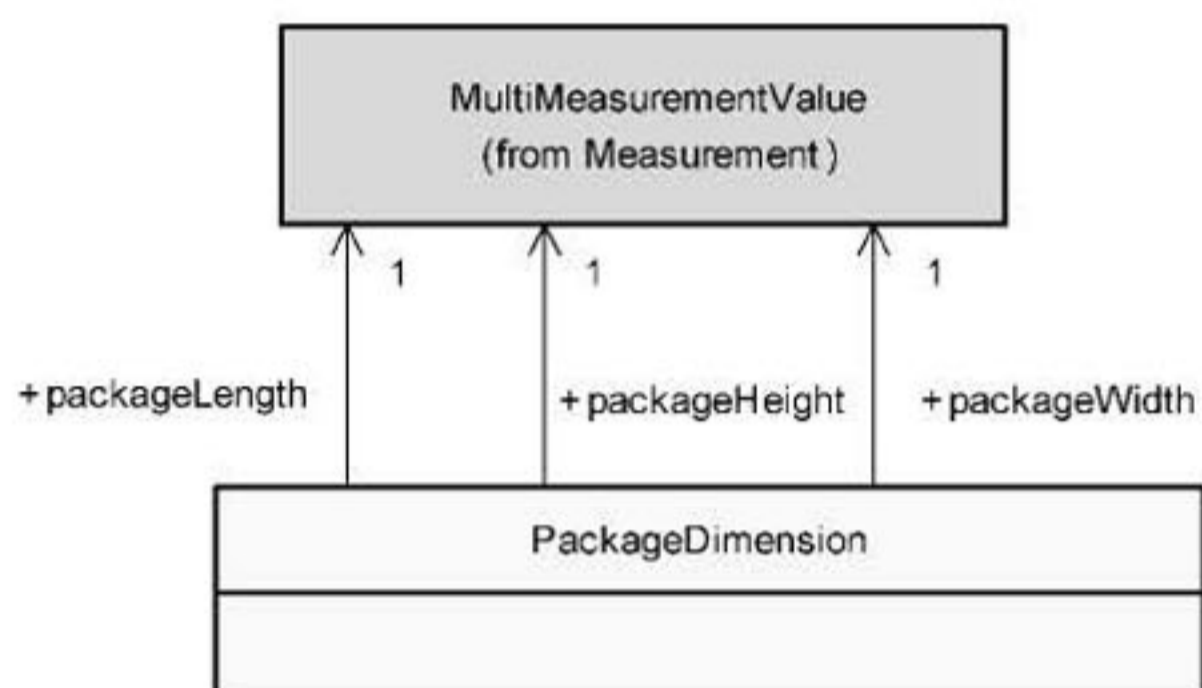 MultiMeasurementValue
(from Measurement)
1 1 1
+packageLength +packageHeight +packageWidth
PackageDimension